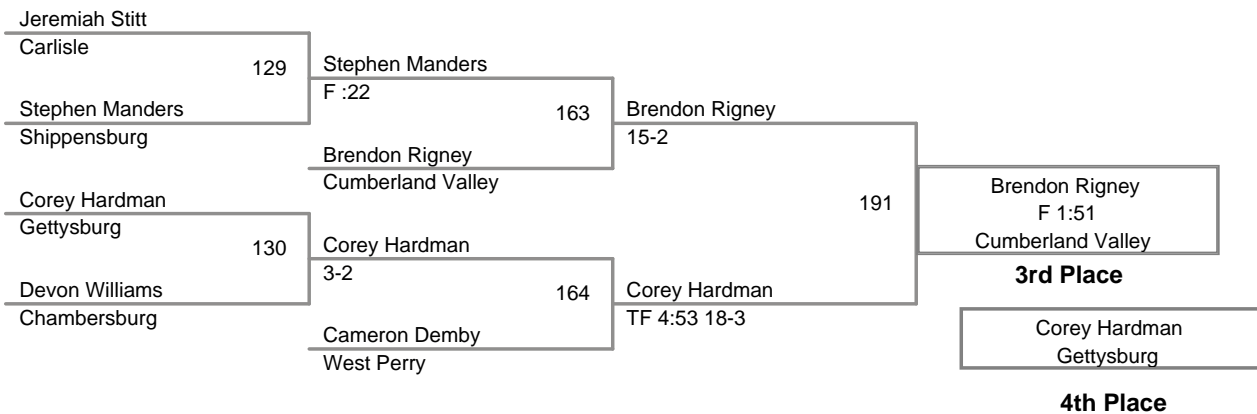 Jeremiah Stitt
Carlisle
129
Stephen Manders
F :22
Stephen Manders
Shippensburg
163
Brendon Rigney
15-2
Brendon Rigney
Cumberland Valley
Corey Hardman
Gettysburg
191
Brendon Rigney
F 1:51
Cumberland Valley
3rd Place
130
Corey Hardman
3-2
Devon Williams
Chambersburg
164
Corey Hardman
TF 4:53 18-3
Cameron Demby
West Perry
Corey Hardman
Gettysburg
4th Place